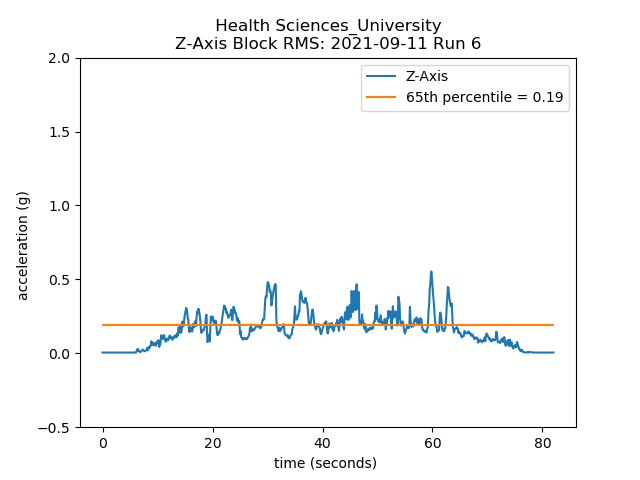 Health Sciences_University
Z-Axis Block RMS: 2021-09-11 Run 6
Z-Axis
65th percentile = 0.19
2.0
1.5
1.0
0.5
0.0
−0.5
acceleration (g)
0 20 40 60 80
time (seconds)